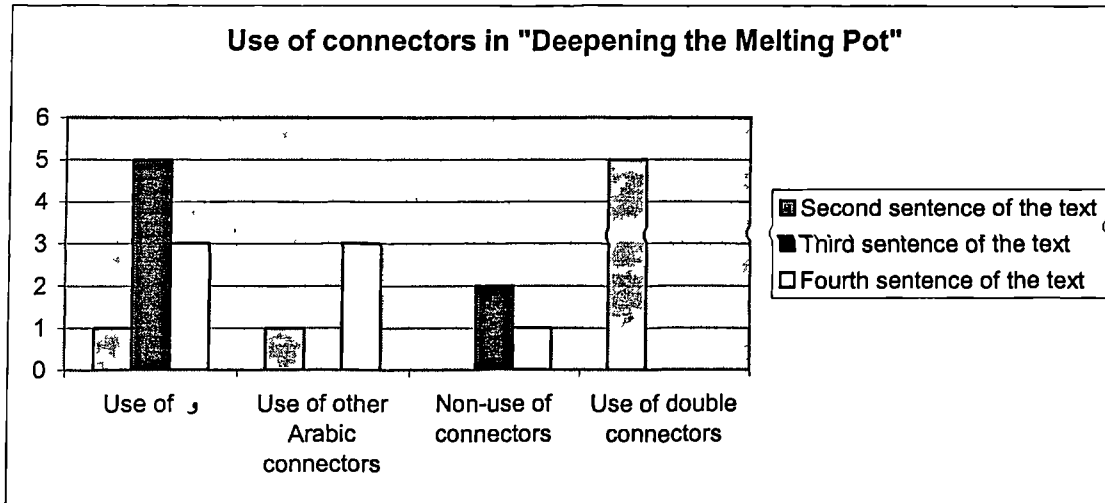 Use of connectors in "Deepening the Melting Pot"
6
5
4
3
2
1
0
Use of و
Use of other
Arabic
connectors
Non-use of
connectors
Use of double
connectors
Second sentence of the text
Third sentence of the text
Fourth sentence of the text